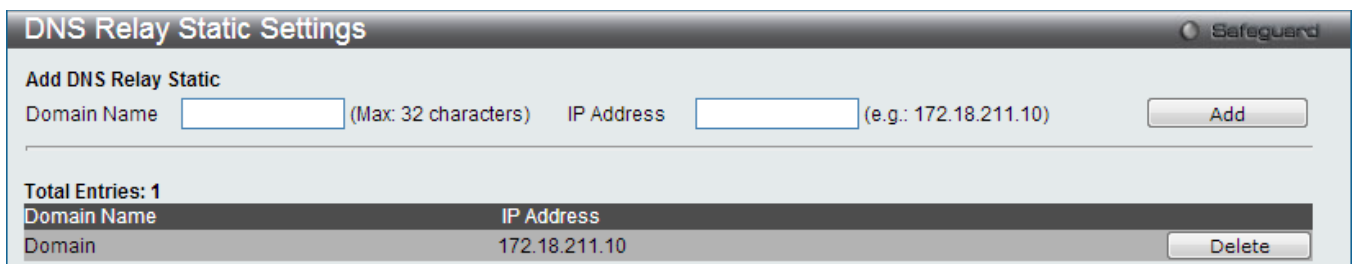 DNS Relay Static Settings Safeguard
Add DNS Relay Static
Domain Name (Max: 32 characters) IP Address (e.g.: 172.18.211.10) Add
Total Entries: 1
Domain Name IP Address
Domain 172.18.211.10 Delete